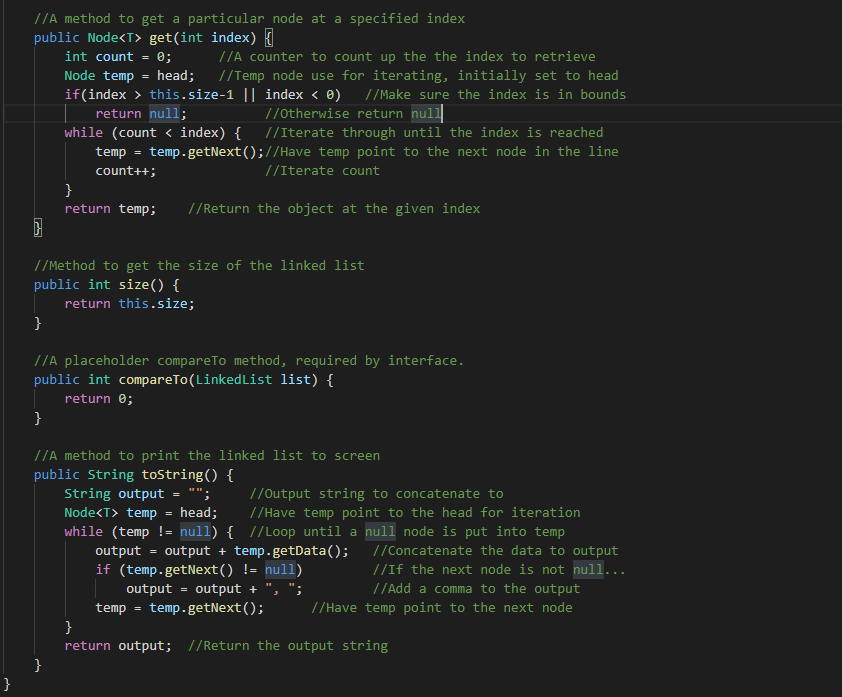 //A method to get a particular node at a specified index
public Node<T> get(int index) {
    int count = 0;      //A counter to count up the the index to retrieve
    Node temp = head;   //Temp node use for iterating, initially set to head
    if(index > this.size-1 || index < 0)   //Make sure the index is in bounds
        return null;          //Otherwise return null
    while (count < index) {   //Iterate through until the index is reached
        temp = temp.getNext();//Have temp point to the next node in the line
        count++;              //Iterate count
    }
    return temp;    //Return the object at the given index
}
//Method to get the size of the linked list
public int size() {
    return this.size;
}
//A placeholder compareTo method, required by interface.
public int compareTo(LinkedList list) {
    return 0;
}
//A method to print the linked list to screen
public String toString() {
    String output = "";     //Output string to concatenate to
    Node<T> temp = head;    //Have temp point to the head for iteration
    while (temp != null) {  //Loop until a null node is put into temp
        output = output + temp.getData();   //Concatenate the data to output
        if (temp.getNext() != null)         //If the next node is not null...
            output = output + ", ";         //Add a comma to the output
        temp = temp.getNext();      //Have temp point to the next node
    }
    return output;  //Return the output string
}
}